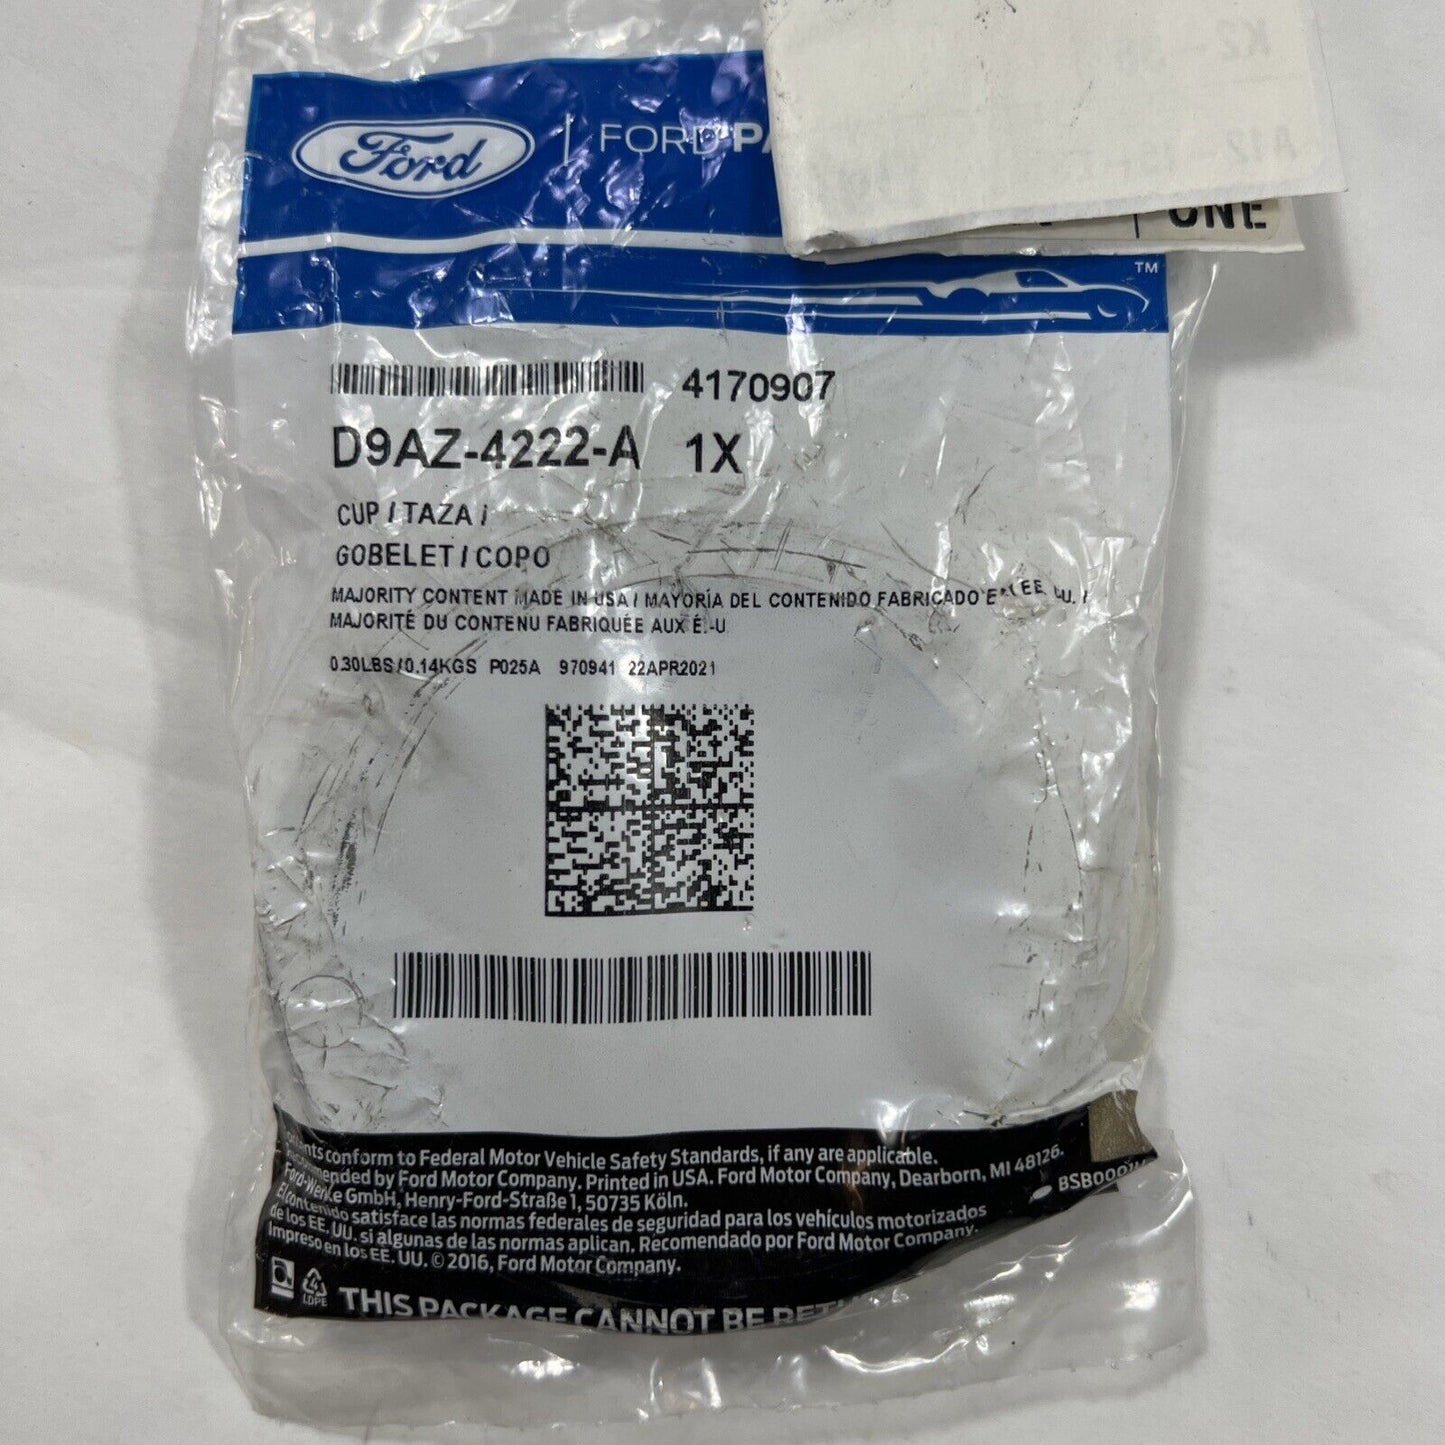 K2
A12
ONE
Ford | FORD
TM
4170907
D9AZ-4222-A 1X
CUP / TAZA /
GOBELET / COPO
MAJORITY CONTENT MADE IN USA / MAYORÍA DEL CONTENIDO FABRICADO
MAJORITÉ DU CONTENU FABRIQUÉE AUX É.-U
0.30LBS/0.14KGS P025A 970941 22APR2021
conform to Federal Motor Vehicle Safety Standards, if any are applicable.
by Ford Motor Company. Printed in USA. Ford Motor Company, Dearborn, MI 48126.
GmbH, Henry-Ford-Straße 1, 50735 Köln.
El contenido satisface las normas federales de seguridad para los vehículos motorizados
de los EE. UU. si algunas de las normas aplican. Recomendado por Ford Motor Company.
Impreso en los EE. UU. © 2016, Ford Motor Company.
LDPE THIS PACKAGE CANNOT BE